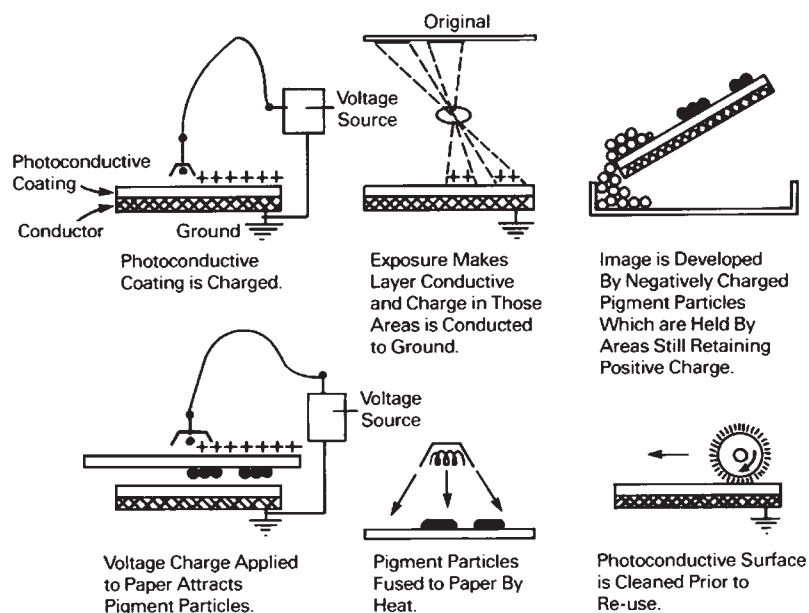 Original
Voltage
Source
Photoconductive
Coating
Conductor
Ground
Photoconductive
Coating is Charged.
Exposure Makes
Layer Conductive
and Charge in Those
Areas is Conducted
to Ground.
Image is Developed
By Negatively Charged
Pigment Particles
Which are Held By
Areas Still Retaining
Positive Charge.
Voltage
Source
Voltage Charge Applied
to Paper Attracts
Pigment Particles.
Pigment Particles
Fused to Paper By
Heat.
Photoconductive Surface
is Cleaned Prior to
Re-use.